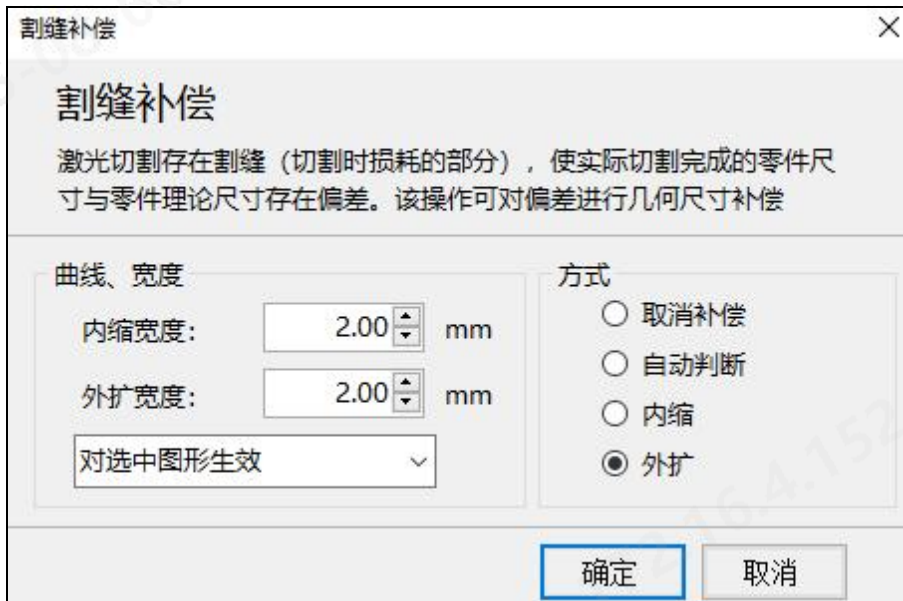 割缝补偿
割缝补偿
激光切割存在割缝（切割时损耗的部分），使实际切割完成的零件尺
寸与零件理论尺寸存在偏差。该操作可对偏差进行几何尺寸补偿
曲线、宽度
内缩宽度： 2.00 mm
外扩宽度： 2.00 mm
对选中图形生效
方式
取消补偿
自动判断
内缩
外扩
确定 取消